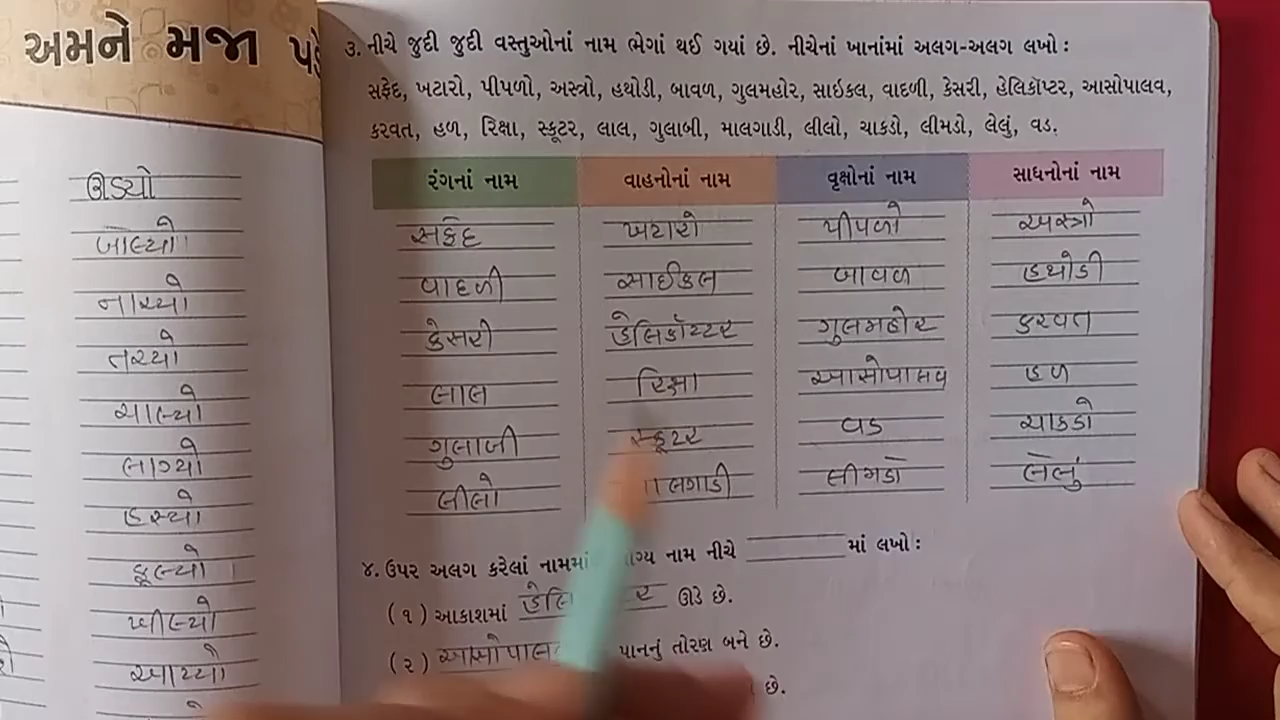 અમને મજા
ઊડ્યો
બોલ્યો
નાચ્યો
તર્યો
ચાલ્યો
લાગ્યો
હસ્યો
ફૂલ્યો
ખીલ્યો
આવ્યો
૩. નીચે જુદી જુદી વસ્તુઓનાં નામ ભેગાં થઈ ગયાં છે. નીચેનાં ખાનાંમાં અલગ-અલગ લખો :
સફેદ, ખટારો, પીપળો, અસ્ત્રો, હથોડી, બાવળ, ગુલમહોર, સાઇકલ, વાદળી, કેસરી, હેલિકૉપ્ટર, આસોપાલવ,
કરવત, હળ, રિક્ષા, સ્કૂટર, લાલ, ગુલાબી, માલગાડી, લીલો, ચાકડો, લીમડો, લેલું, વડ.
રંગનાં નામ વાહનોનાં નામ વૃક્ષોનાં નામ સાધનોનાં નામ
સફેદ ખટારો પીપળો અસ્ત્રો
વાદળી સાઈકલ બાવળ હથોડી
કેસરી હેલિકૉપ્ટર ગુલમહોર કરવત
લાલ રિક્ષા આસોપાલવ હળ
ગુલાબી સ્કૂટર વડ ચાકડો
લીલો લગાડી લીમડો લેલું
૪. ઉપર અલગ કરેલાં નામમાં યોગ્ય નામ નીચે ______ માં લખો :
(૧) આકાશમાં ઊડે છે.
(૨) આસોપાલ પાનનું તોરણ બને છે.
છે.